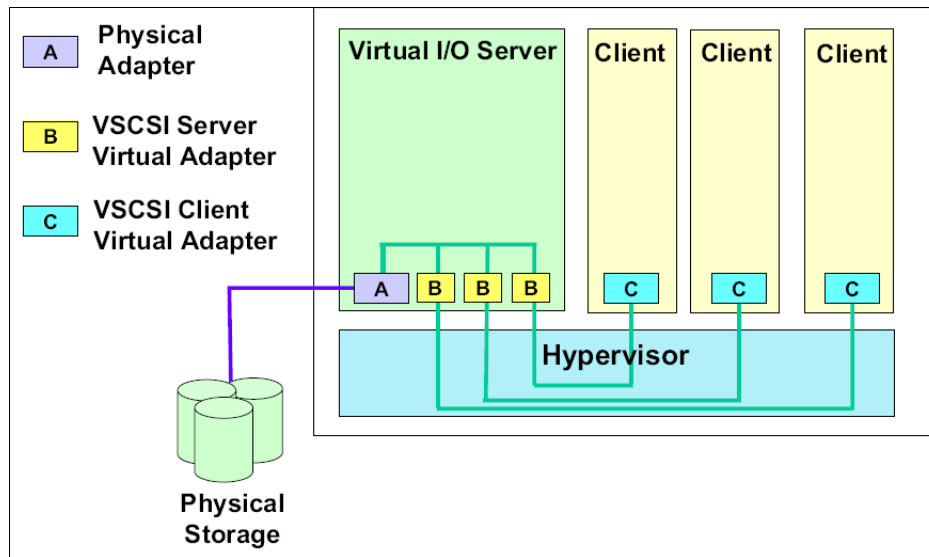 A
Physical
Adapter
B
VSCSI Server
Virtual Adapter
C
VSCSI Client
Virtual Adapter
Virtual I/O Server
Client
Client
Client
A
B
B
B
C
C
C
Hypervisor
Physical
Storage